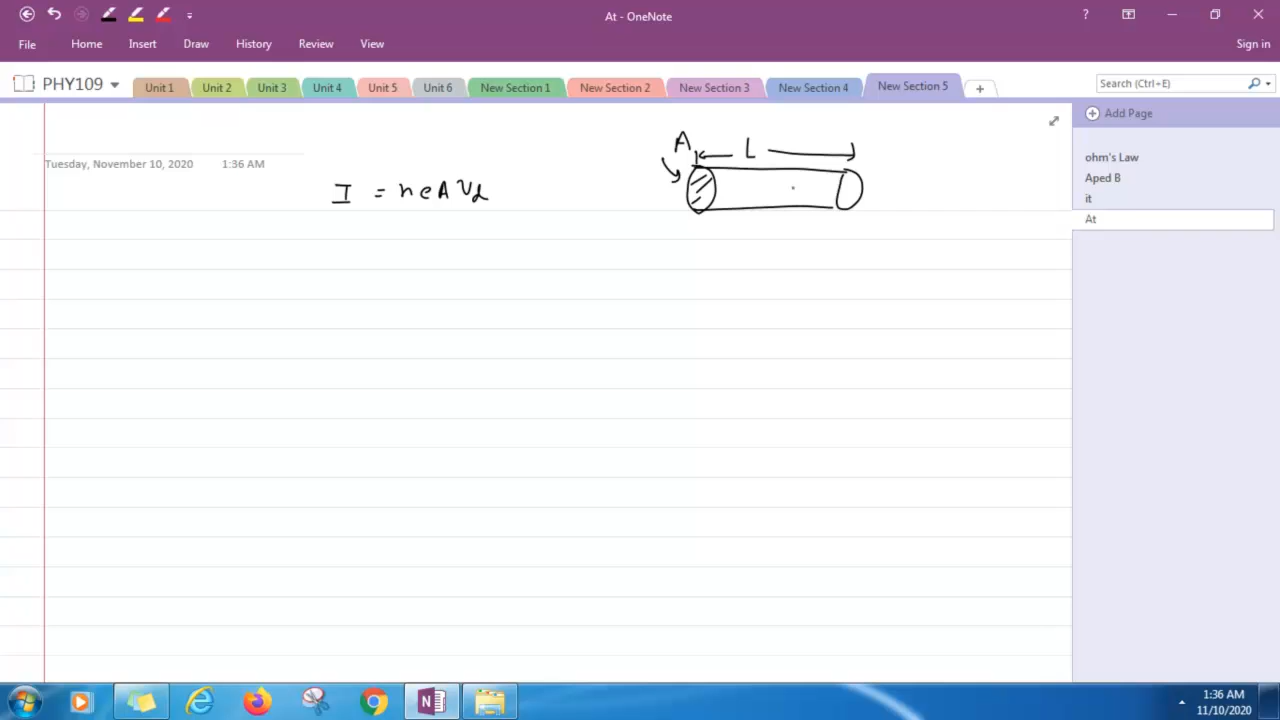 At - OneNote
?
File Home Insert Draw History Review View
Sign in
PHY109
Unit 1 Unit 2 Unit 3 Unit 4 Unit 5 Unit 6 New Section 1 New Section 2 New Section 3 New Section 4 New Section 5 +
Search (Ctrl+E)
Add Page
Tuesday, November 10, 2020 1:36 AM
I = neAvd
A
L
ohm's Law
Aped B
it
At
1:36 AM
11/10/2020